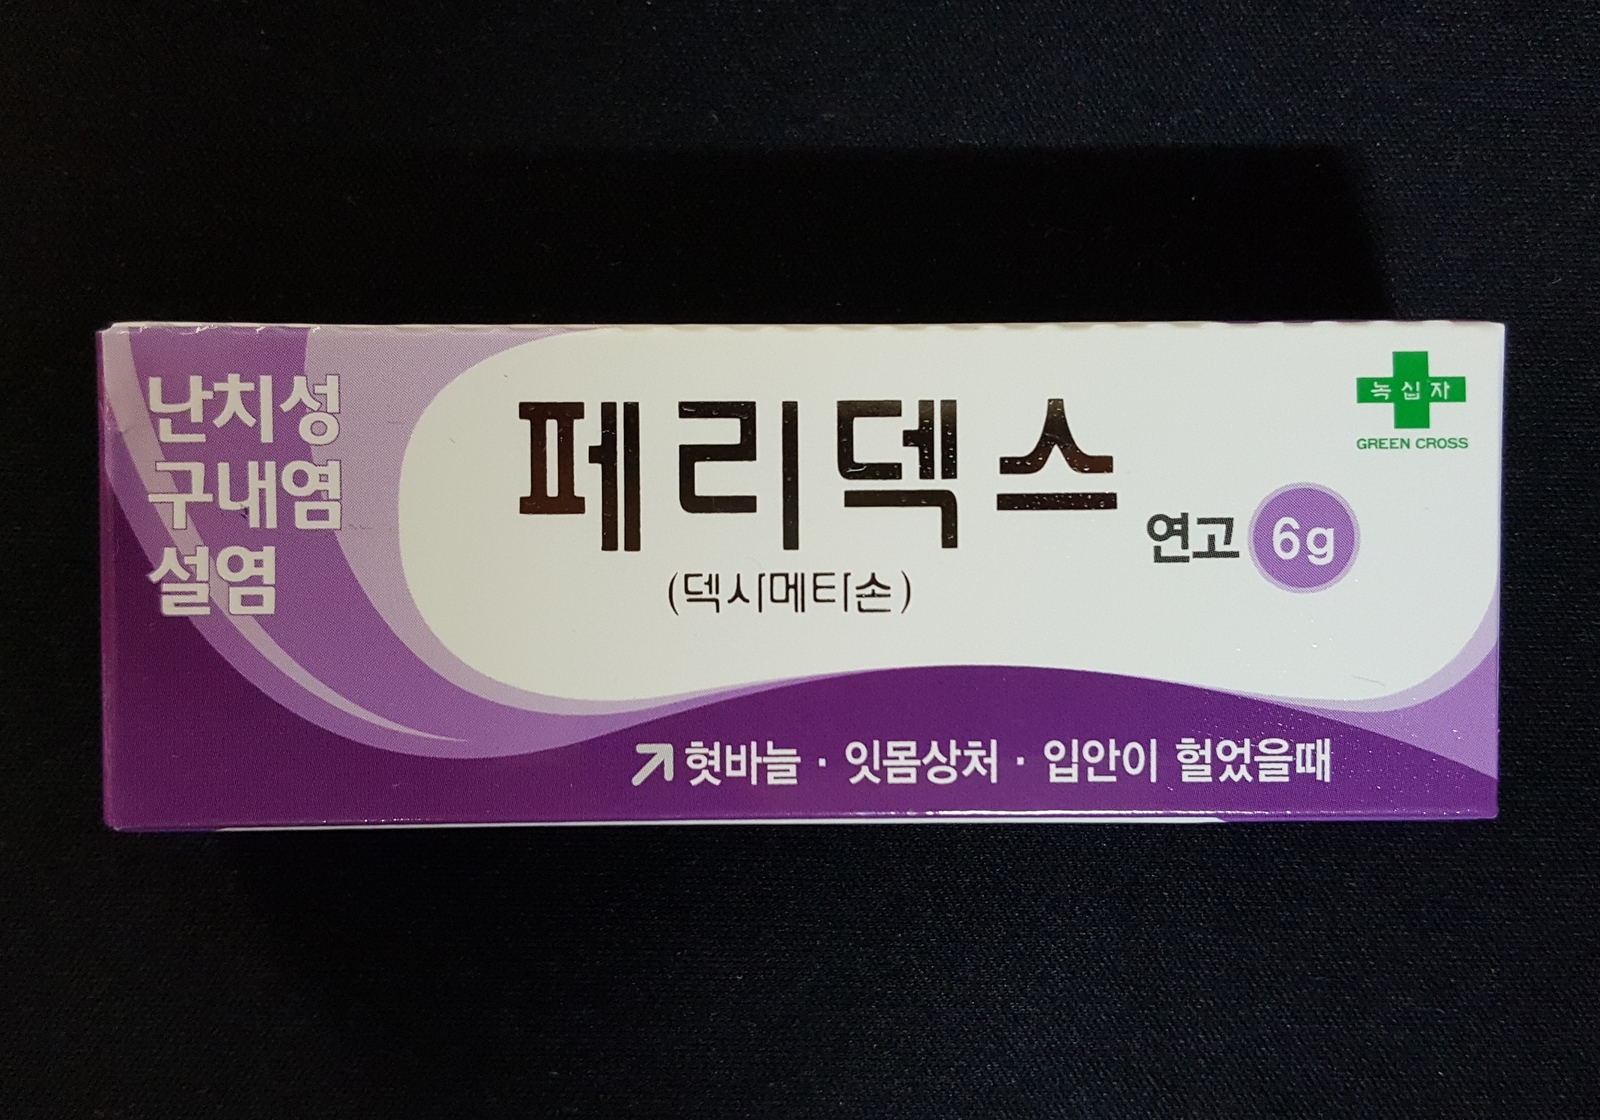 난치성
구내염
설염
페리덱스
연고 6g
(덱사메타손)
녹십자
GREEN CROSS
혓바늘 · 잇몸상처 · 입안이 헐었을때